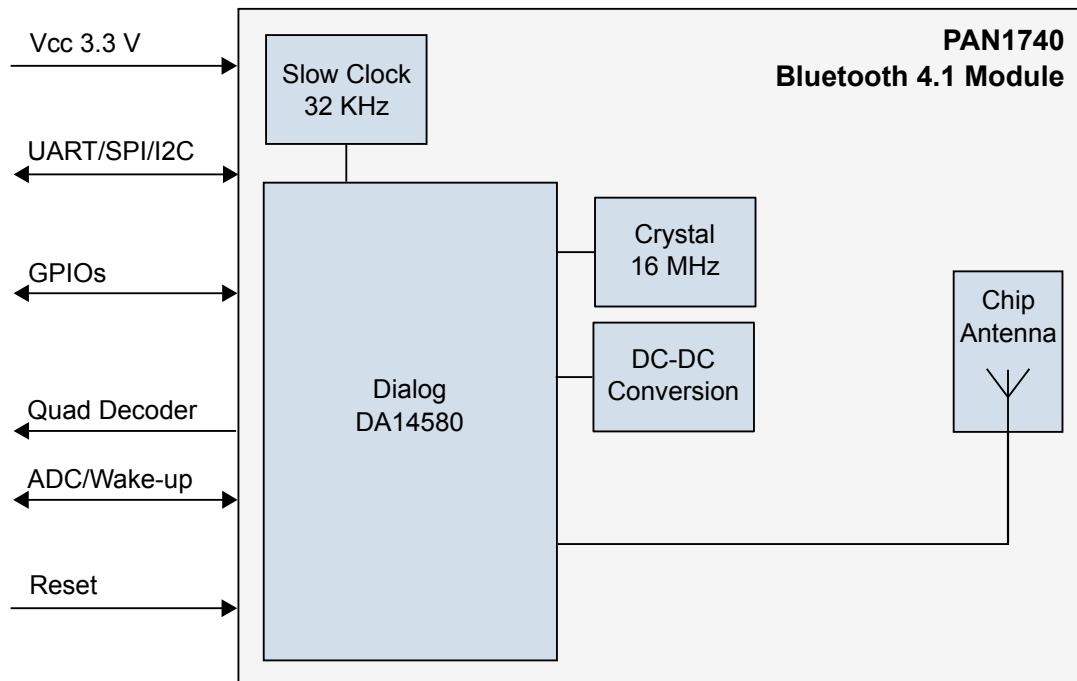 Vcc 3.3 V
PAN1740
Bluetooth 4.1 Module
Slow Clock
32 KHz
UART/SPI/I2C
Crystal
16 MHz
GPIOs
Chip
Antenna
DC-DC
Conversion
Dialog
DA14580
Quad Decoder
ADC/Wake-up
Reset